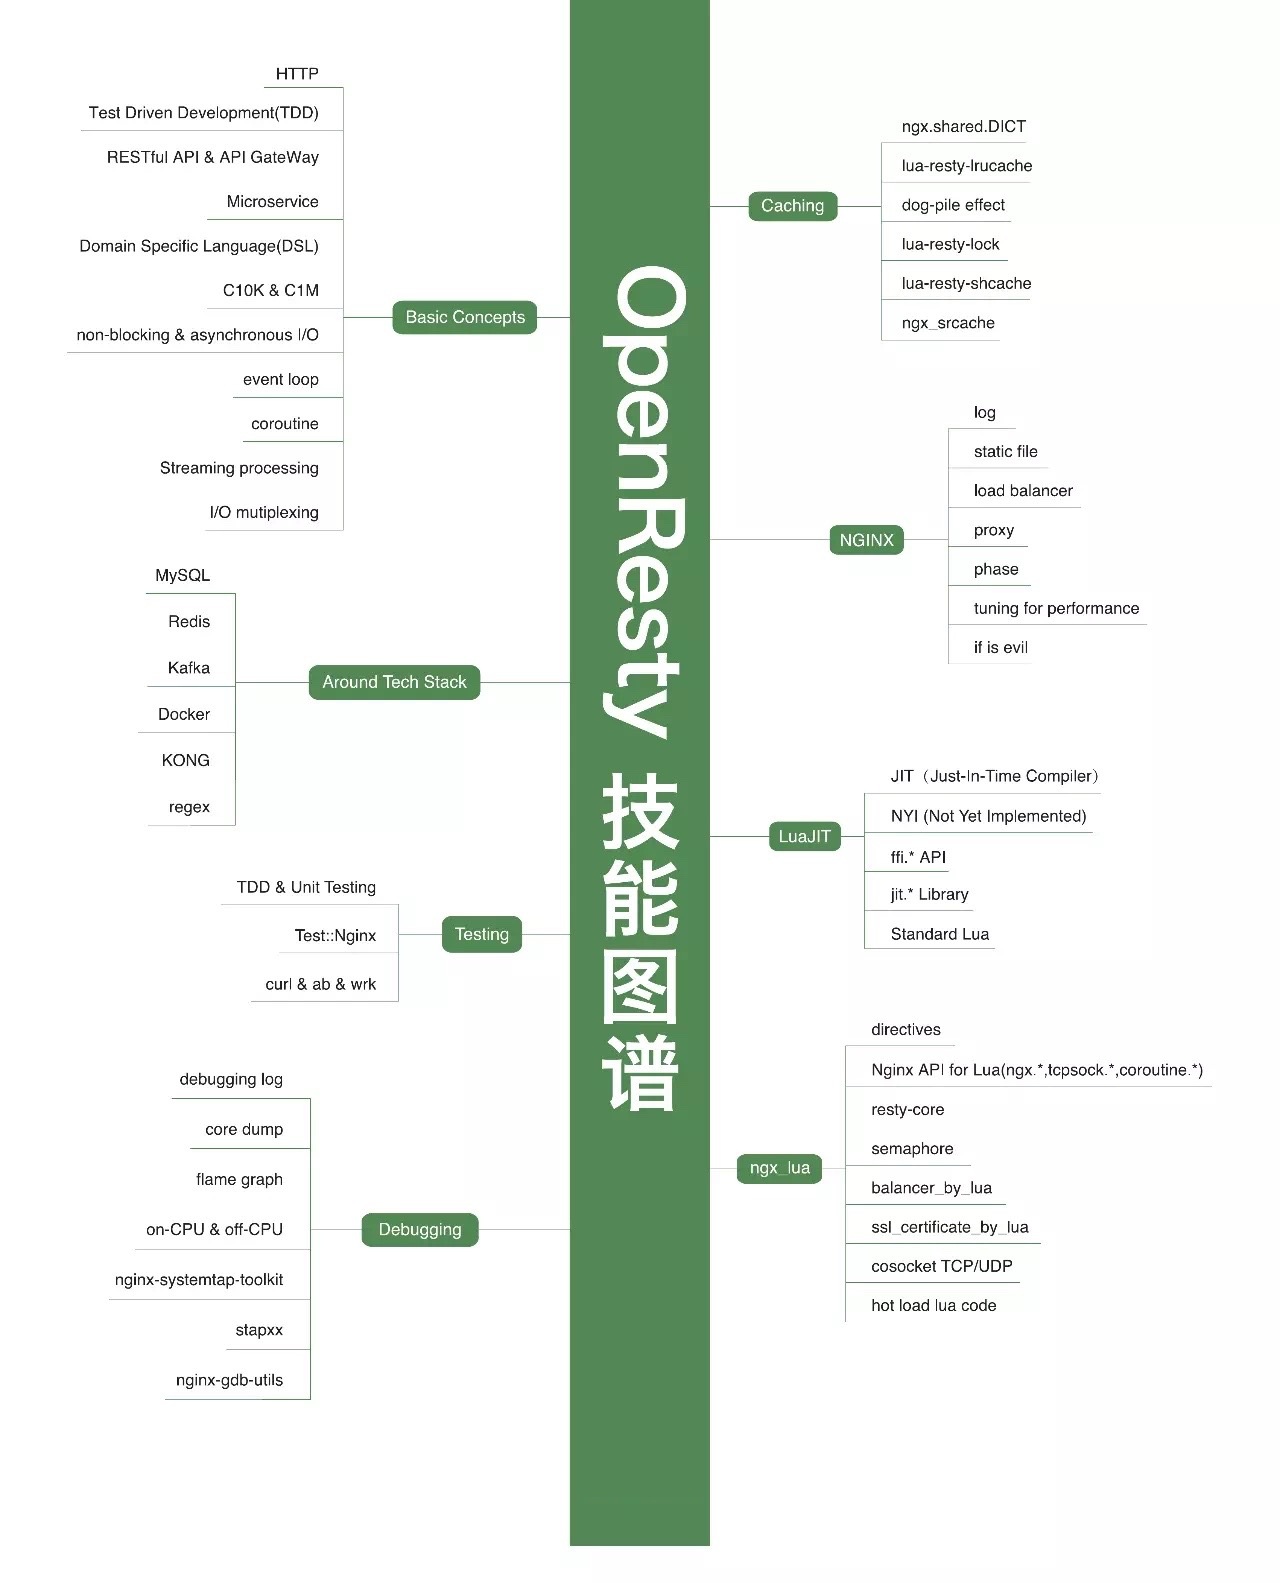 OpenResty 技能图谱
Basic Concepts
HTTP
Test Driven Development(TDD)
RESTful API & API GateWay
Microservice
Domain Specific Language(DSL)
C10K & C1M
non-blocking & asynchronous I/O
event loop
coroutine
Streaming processing
I/O mutiplexing
Around Tech Stack
MySQL
Redis
Kafka
Docker
KONG
regex
Testing
TDD & Unit Testing
Test::Nginx
curl & ab & wrk
Debugging
debugging log
core dump
flame graph
on-CPU & off-CPU
nginx-systemtap-toolkit
stapxx
nginx-gdb-utils
Caching
ngx.shared.DICT
lua-resty-lrucache
dog-pile effect
lua-resty-lock
lua-resty-shcache
ngx_srcache
NGINX
log
static file
load balancer
proxy
phase
tuning for performance
if is evil
LuaJIT
JIT（Just-In-Time Compiler）
NYI (Not Yet Implemented)
ffi.* API
jit.* Library
Standard Lua
ngx_lua
directives
Nginx API for Lua(ngx.*,tcpsock.*,coroutine.*)
resty-core
semaphore
balancer_by_lua
ssl_certificate_by_lua
cosocket TCP/UDP
hot load lua code